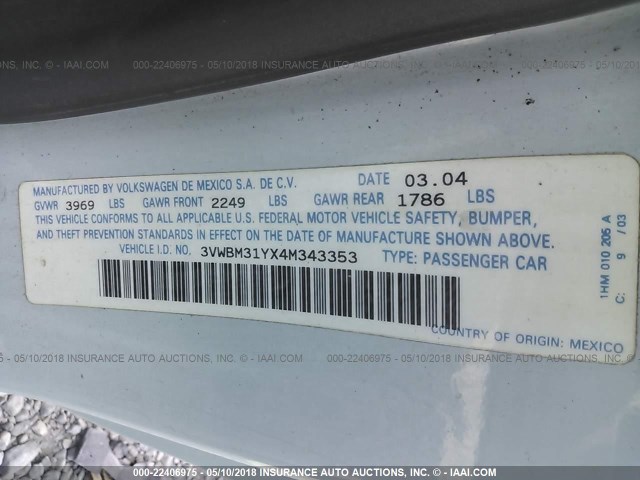 000-22406975 - 05/10/2018 INSURANCE AUTO AUCTIONS, INC. - © - IAAI.COM
MANUFACTURED BY VOLKSWAGEN DE MEXICO S.A. DE C.V. DATE 03.04
GVWR 3969 LBS GAWR FRONT 2249 LBS GAWR REAR 1786 LBS
THIS VEHICLE CONFORMS TO ALL APPLICABLE U.S. FEDERAL MOTOR VEHICLE SAFETY, BUMPER,
AND THEFT PREVENTION STANDARDS IN EFFECT ON THE DATE OF MANUFACTURE SHOWN ABOVE.
VEHICLE I.D. NO. 3VWBM31YX4M343353 TYPE: PASSENGER CAR
COUNTRY OF ORIGIN: MEXICO
1HM 010 205 A
C: 9 / 03
000-22406975 - 05/10/2018 INSURANCE AUTO AUCTIONS, INC. - © - IAAI.COM
000-22406975 - 05/10/2018 INSURANCE AUTO AUCTIONS, INC. - © - IAAI.COM